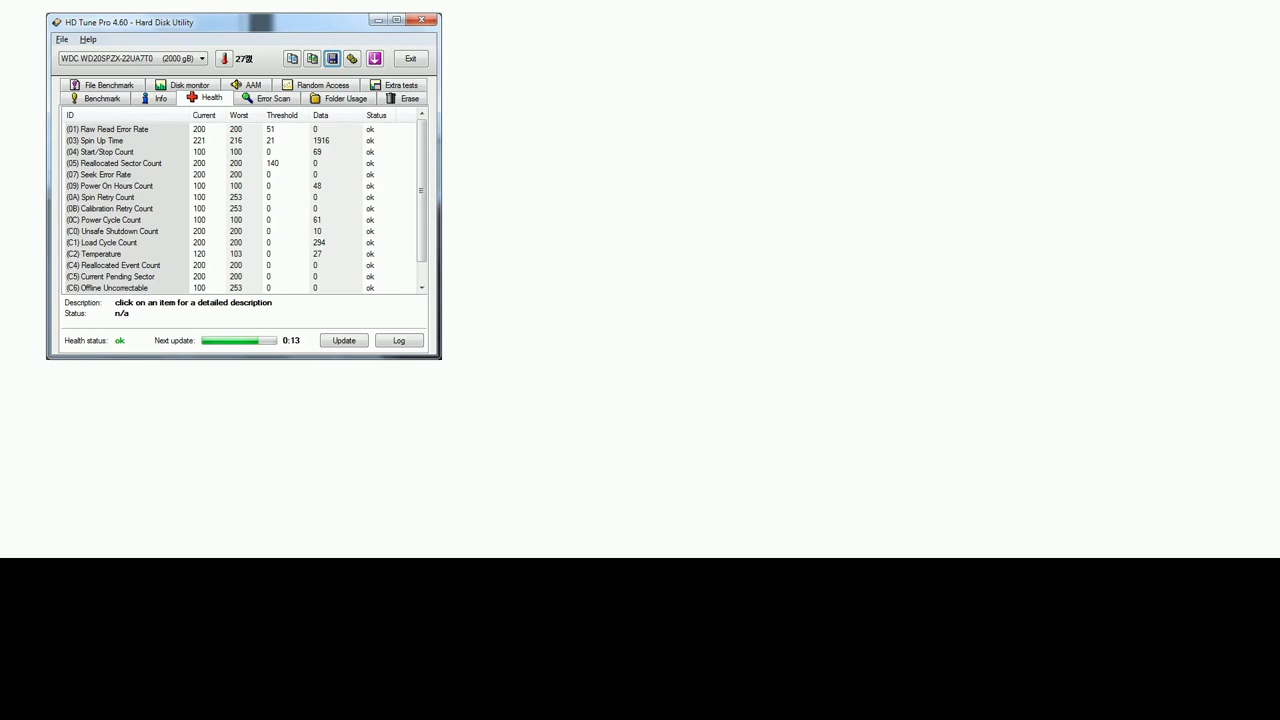 HD Tune Pro 4.60 - Hard Disk Utility
File Help
WDC WD20SPZX-22UA7T0 (2000 gB) Exit
File Benchmark Disk monitor AAM Random Access Extra tests
Benchmark Info Health Error Scan Folder Usage Erase
ID Current Worst Threshold Data Status
(01) Raw Read Error Rate 200 200 51 0 ok
(03) Spin Up Time 221 216 21 1916 ok
(04) Start/Stop Count 100 100 0 69 ok
(05) Reallocated Sector Count 200 200 140 0 ok
(07) Seek Error Rate 200 200 0 0 ok
(09) Power On Hours Count 100 100 0 48 ok
(0A) Spin Retry Count 100 253 0 0 ok
(0B) Calibration Retry Count 100 253 0 0 ok
(0C) Power Cycle Count 100 100 0 61 ok
(C0) Unsafe Shutdown Count 200 200 0 10 ok
(C1) Load Cycle Count 200 200 0 294 ok
(C2) Temperature 120 103 0 27 ok
(C4) Reallocated Event Count 200 200 0 0 ok
(C5) Current Pending Sector 200 200 0 0 ok
(C6) Offline Uncorrectable 100 253 0 0 ok
Description: click on an item for a detailed description
Status: n/a
Health status: ok Next update: 0:13 Update Log